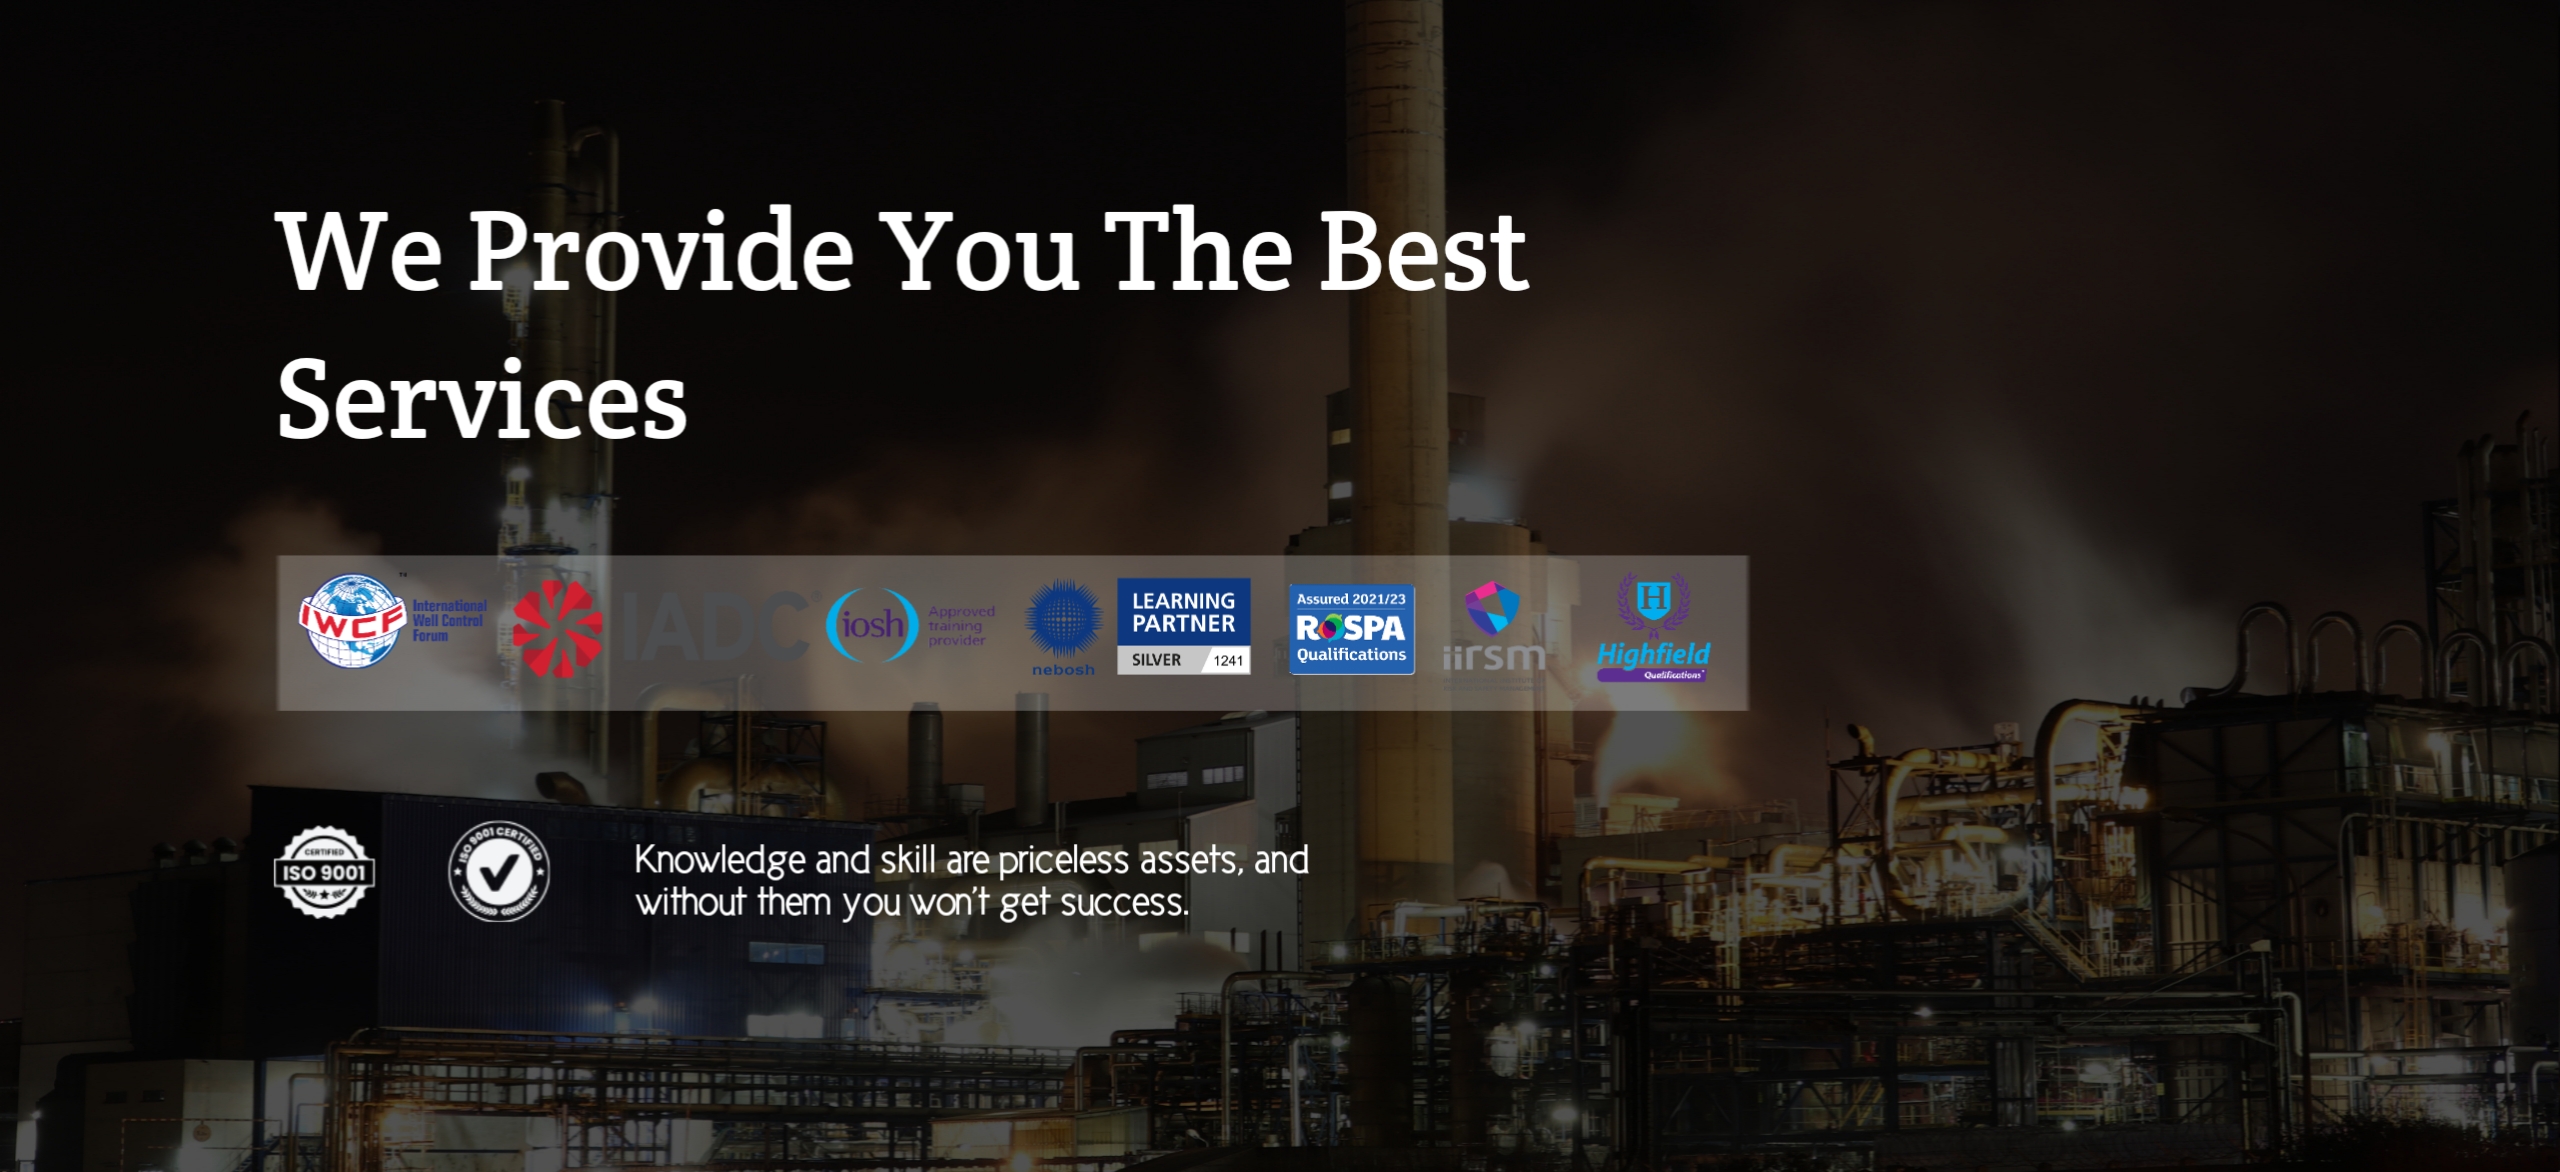 We Provide You The Best
Services
IWCF
TM
International
Well Control
Forum
IADC®
iosh
Approved
training
provider
nebosh
LEARNING
PARTNER
SILVER 1241
Assured 2021/23
RoSPA
Qualifications
iirsm
H
Highfield
Qualifications
CERTIFIED
ISO 9001
ISO 9001 CERTIFIED
Knowledge and skill are priceless assets, and
without them you won't get success.